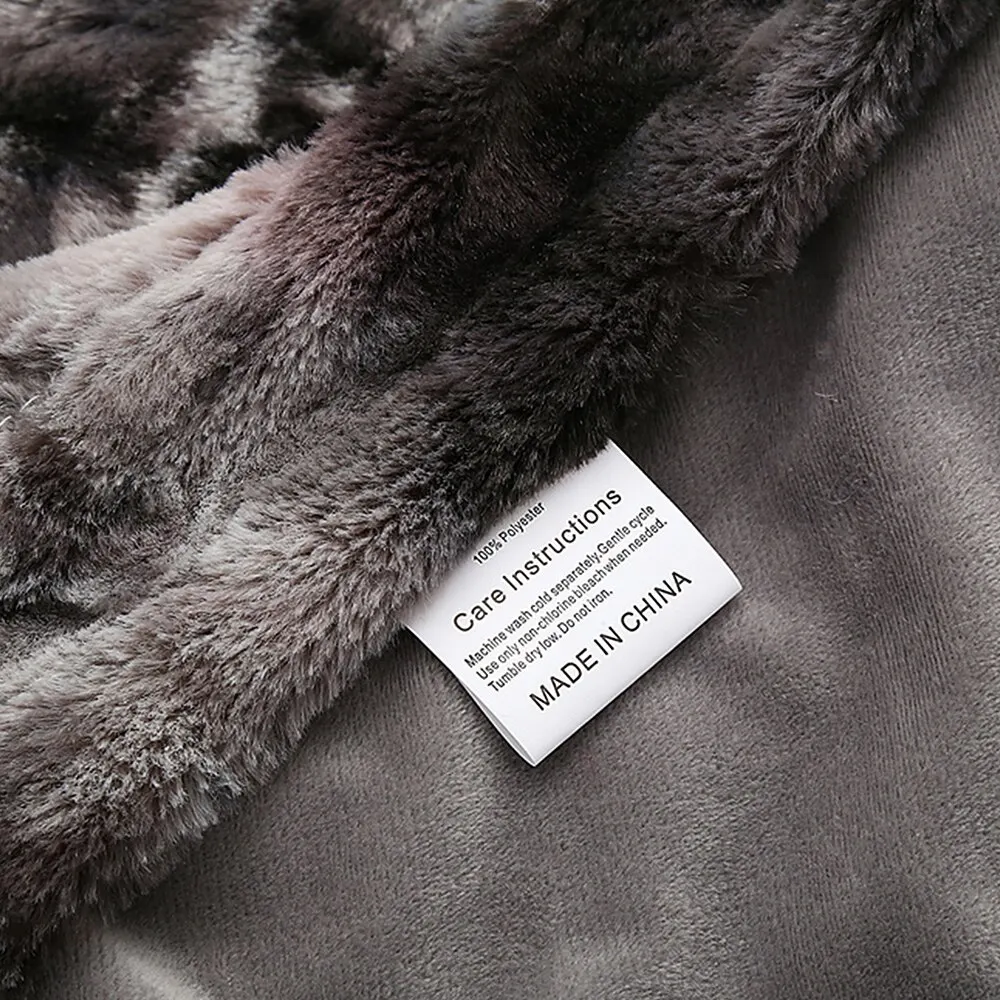 100% Polyester
Care Instructions
Machine wash cold separately.Gentle cycle
Use only non-chlorine bleach when needed.
Tumble dry low. Do not iron.
MADE IN CHINA